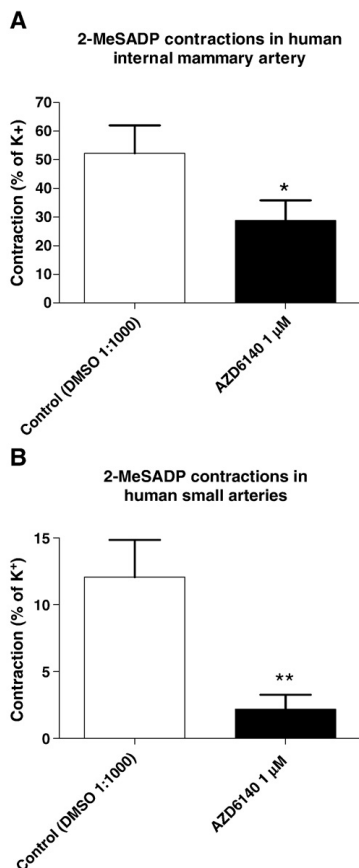 A
2-MeSADP contractions in human
internal mammary artery
Contraction (% of K+)
70
60
50
40
30
20
10
0
*
Control (DMSO 1:1000)
AZD6140 1 µM
B
2-MeSADP contractions in
human small arteries
Contraction (% of K⁺)
15
10
5
0
**
Control (DMSO 1:1000)
AZD6140 1 µM